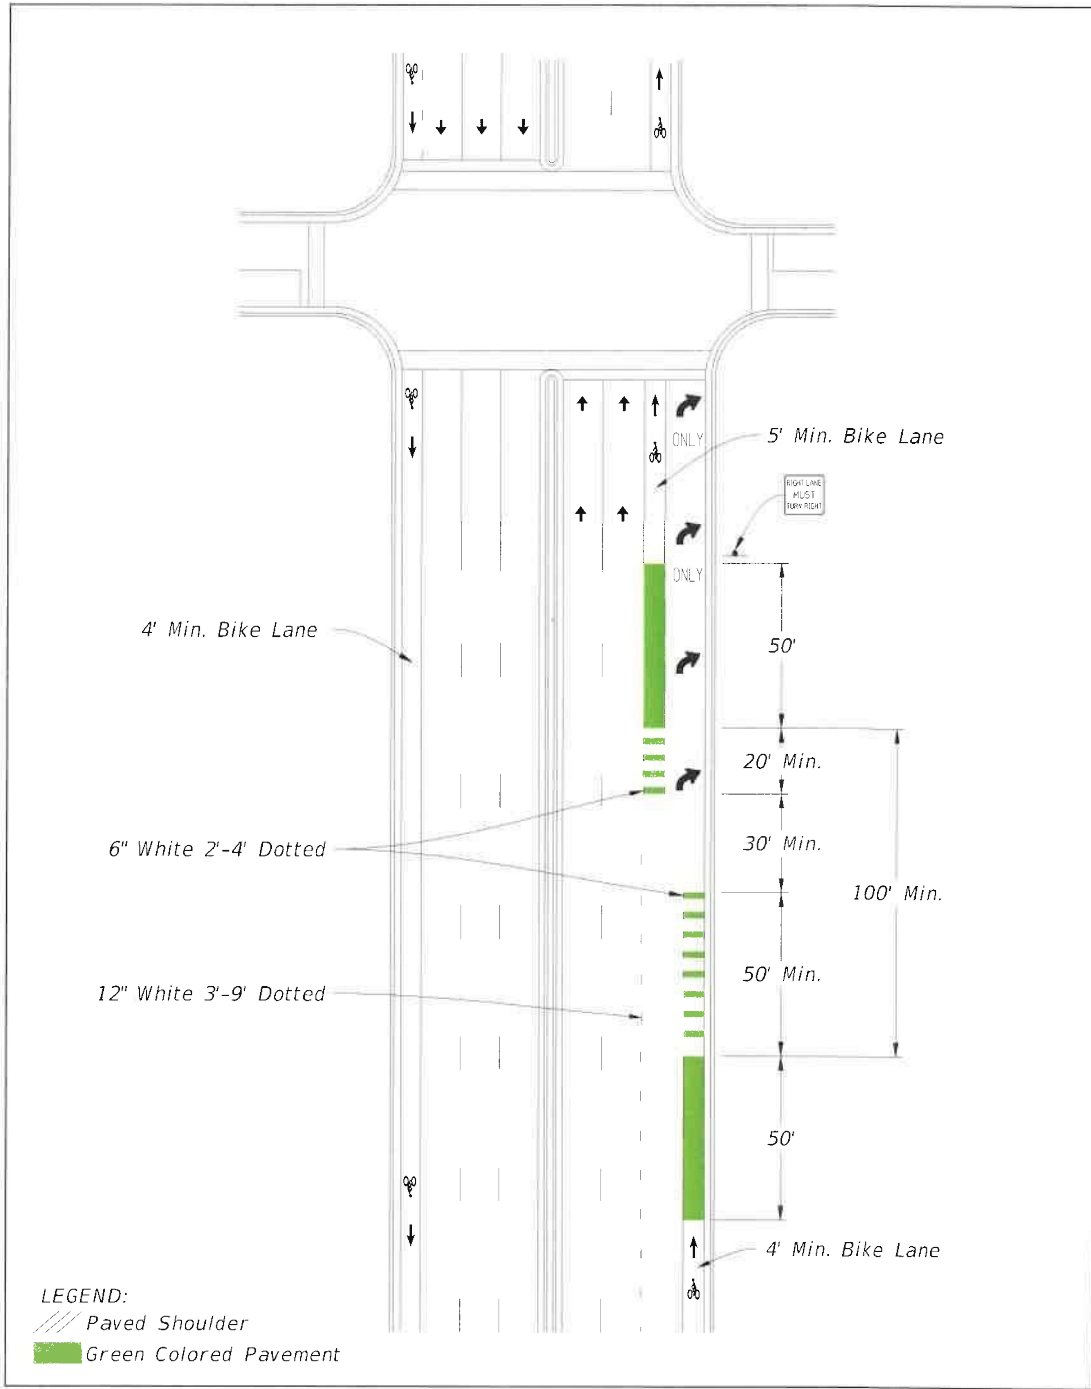 ONLY
5' Min. Bike Lane
RIGHT LANE
MUST
TURN RIGHT
ONLY
4' Min. Bike Lane
50'
20' Min.
6" White 2'-4' Dotted
30' Min.
100' Min.
50' Min.
12" White 3'-9' Dotted
50'
4' Min. Bike Lane
LEGEND:
Paved Shoulder
Green Colored Pavement